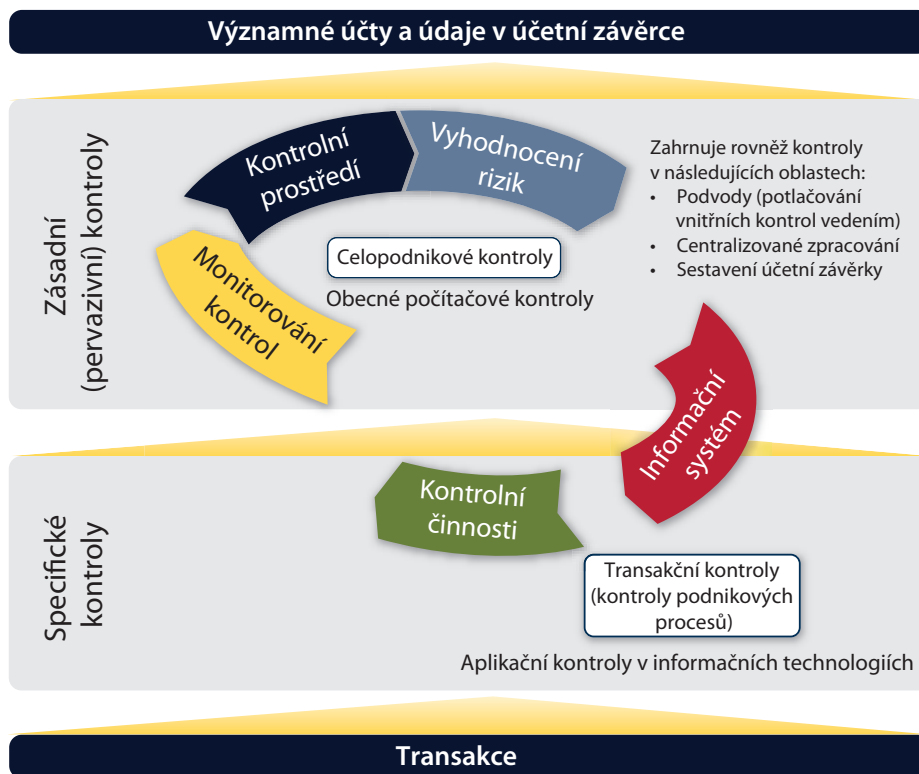 Významné účty a údaje v účetní závěrce
Zásadní
(pervazivní) kontroly
Kontrolní
prostředí
Vyhodnocení
rizik
Zahrnuje rovněž kontroly
v následujících oblastech:
• Podvody (potlačování
vnitřních kontrol vedením)
• Centralizované zpracování
• Sestavení účetní závěrky
Monitorování
kontrol
Celopodnikové kontroly
Obecné počítačové kontroly
Informační
systém
Specifické
kontroly
Kontrolní
činnosti
Transakční kontroly
(kontroly podnikových
procesů)
Aplikační kontroly v informačních technologiích
Transakce